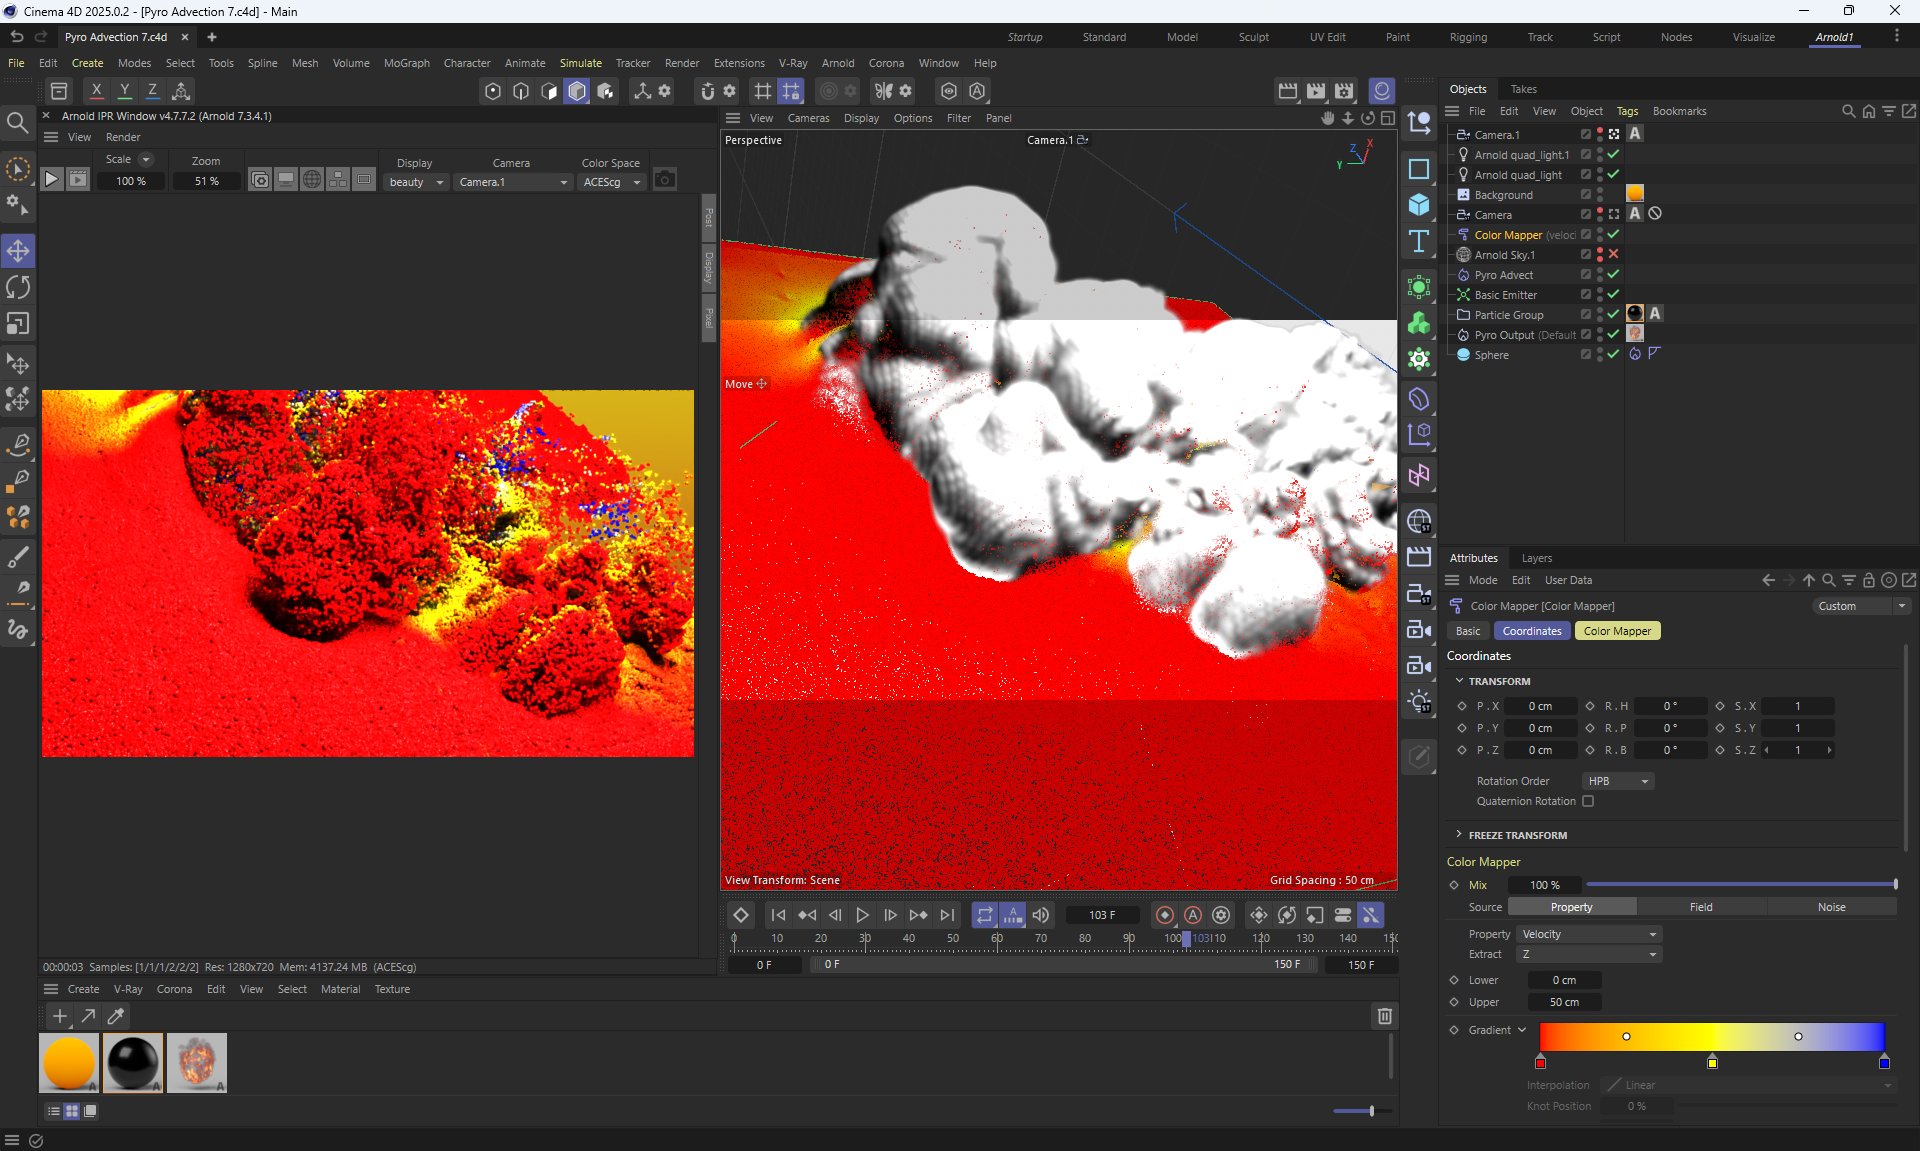 Cinema 4D 2025.0.2 - [Pyro Advection 7.c4d] - Main
Pyro Advection 7.c4d
Startup Standard Model Sculpt UV Edit Paint Rigging Track Script Nodes Visualize Arnold1
File Edit Create Modes Select Tools Spline Mesh Volume MoGraph Character Animate Simulate Tracker Render Extensions V-Ray Arnold Corona Window Help
X Y Z
Objects Takes
File Edit View Object Tags Bookmarks
Arnold IPR Window v4.7.7.2 (Arnold 7.3.4.1)
View Render
Scale Zoom Display Camera Color Space
100 % 51 % beauty Camera.1 ACEScg
Post
Display
Pixel
View Cameras Display Options Filter Panel
Perspective
Camera.1
Z X Y
Move
View Transform: Scene
Grid Spacing : 50 cm
Camera.1
Arnold quad_light.1
Arnold quad_light
Background
Camera
Color Mapper (veloci
Arnold Sky.1
Pyro Advect
Basic Emitter
Particle Group
Pyro Output (Default
Sphere
Attributes Layers
Mode Edit User Data
Color Mapper [Color Mapper]
Custom
Basic Coordinates Color Mapper
Coordinates
TRANSFORM
P . X 0 cm R . H 0 ° S . X 1
P . Y 0 cm R . P 0 ° S . Y 1
P . Z 0 cm R . B 0 ° S . Z 1
Rotation Order HPB
Quaternion Rotation
FREEZE TRANSFORM
Color Mapper
Mix 100 %
Source Property Field Noise
Property Velocity
Extract Z
Lower 0 cm
Upper 50 cm
Gradient
Interpolation Linear
Knot Position 0 %
103 F
0 10 20 30 40 50 60 70 80 90 100 103 110 120 130 140 150
0 F 0 F 150 F 150 F
00:00:03 Samples: [1/1/1/2/2/2] Res: 1280x720 Mem: 4137.24 MB (ACEScg)
Create V-Ray Corona Edit View Select Material Texture